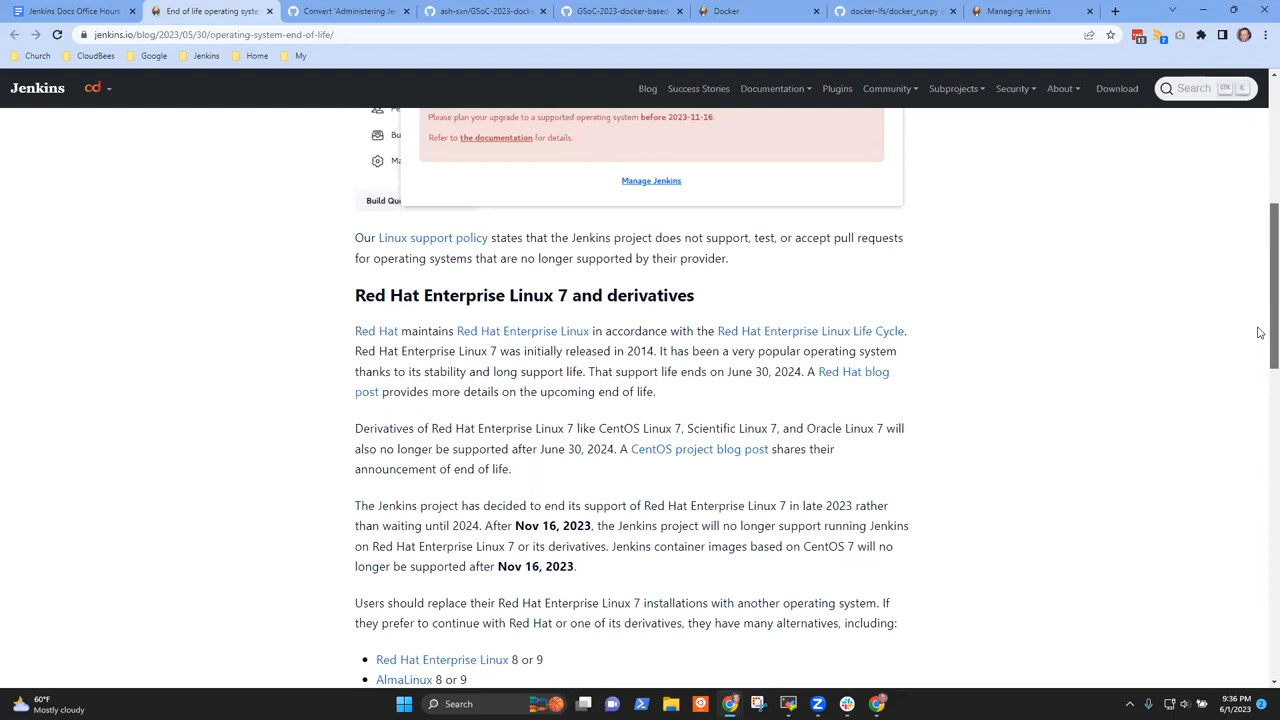 Jenkins Docs Office Hours
End of life operating syste
Convert 'Administering Je
ash-sxn/GSoC-2023-docke
GSoC-2023-docker-based
Docker
docker-lfs/docker_run.py
Managing Jenkins
jenkins.io/blog/2023/05/30/operating-system-end-of-life/
13
7
Church
CloudBees
Google
Jenkins
Home
My
Jenkins
cd
Blog
Success Stories
Documentation
Plugins
Community
Subprojects
Security
About
Download
Search
CTRL
K
Please plan your upgrade to a supported operating system before 2023-11-16.
Bu
Refer to the documentation for details.
Ma
Manage Jenkins
Build Que
Our Linux support policy states that the Jenkins project does not support, test, or accept pull requests
for operating systems that are no longer supported by their provider.
Red Hat Enterprise Linux 7 and derivatives
Red Hat maintains Red Hat Enterprise Linux in accordance with the Red Hat Enterprise Linux Life Cycle.
Red Hat Enterprise Linux 7 was initially released in 2014. It has been a very popular operating system
thanks to its stability and long support life. That support life ends on June 30, 2024. A Red Hat blog
post provides more details on the upcoming end of life.
Derivatives of Red Hat Enterprise Linux 7 like CentOS Linux 7, Scientific Linux 7, and Oracle Linux 7 will
also no longer be supported after June 30, 2024. A CentOS project blog post shares their
announcement of end of life.
The Jenkins project has decided to end its support of Red Hat Enterprise Linux 7 in late 2023 rather
than waiting until 2024. After Nov 16, 2023, the Jenkins project will no longer support running Jenkins
on Red Hat Enterprise Linux 7 or its derivatives. Jenkins container images based on CentOS 7 will no
longer be supported after Nov 16, 2023.
Users should replace their Red Hat Enterprise Linux 7 installations with another operating system. If
they prefer to continue with Red Hat or one of its derivatives, they have many alternatives, including:
Red Hat Enterprise Linux 8 or 9
AlmaLinux 8 or 9
60°F
Mostly cloudy
Search
9:36 PM
6/1/2023
2